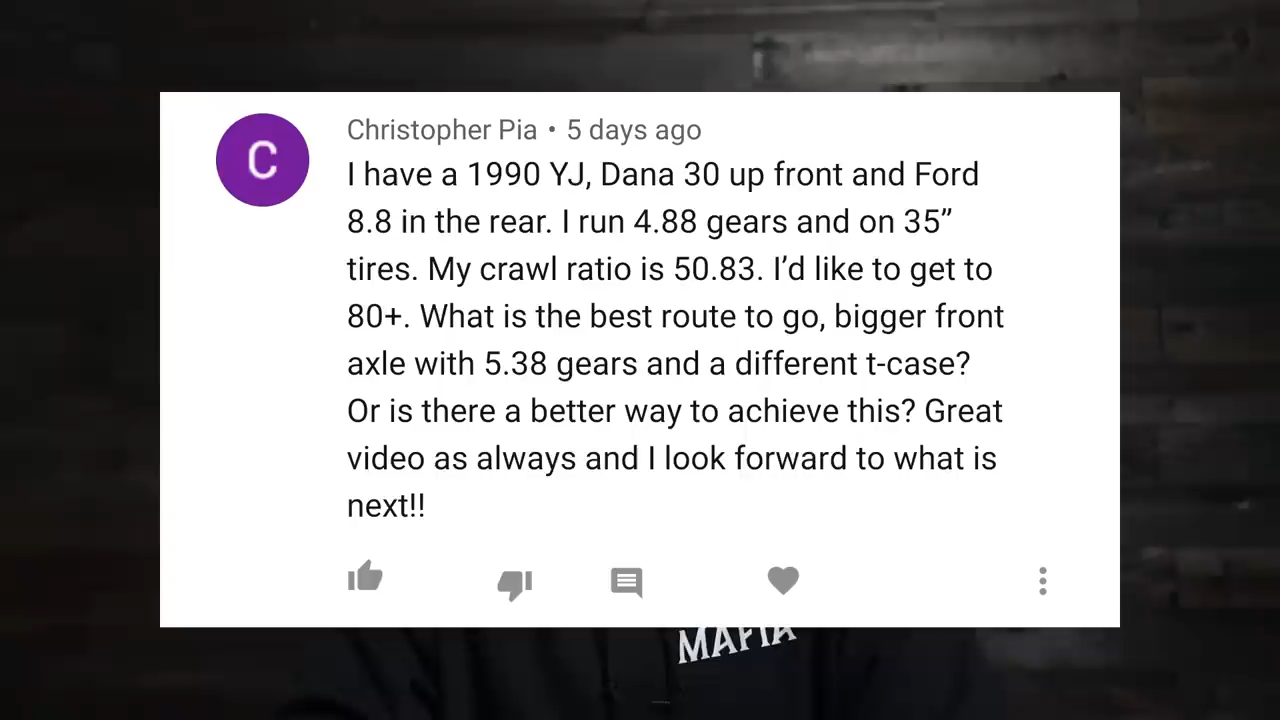 C
Christopher Pia • 5 days ago
I have a 1990 YJ, Dana 30 up front and Ford
8.8 in the rear. I run 4.88 gears and on 35”
tires. My crawl ratio is 50.83. I’d like to get to
80+. What is the best route to go, bigger front
axle with 5.38 gears and a different t-case?
Or is there a better way to achieve this? Great
video as always and I look forward to what is
next!!
MAFIA